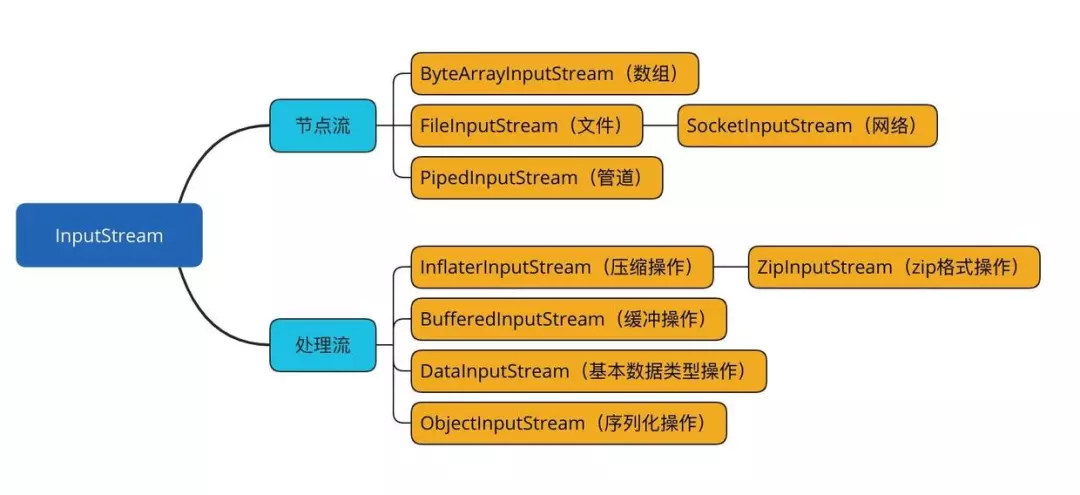 InputStream
节点流
ByteArrayInputStream（数组）
FileInputStream（文件）
SocketInputStream（网络）
PipedInputStream（管道）
处理流
InflaterInputStream（压缩操作）
ZipInputStream（zip格式操作）
BufferedInputStream（缓冲操作）
DataInputStream（基本数据类型操作）
ObjectInputStream（序列化操作）